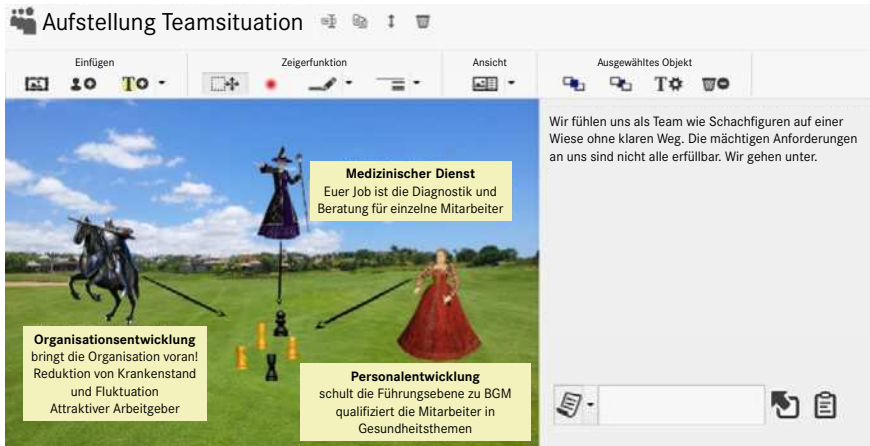 Aufstellung Teamsituation
Einfügen
Zeigerfunktion
Ansicht
Ausgewähltes Objekt
Medizinischer Dienst
Euer Job ist die Diagnostik und
Beratung für einzelne Mitarbeiter
Organisationsentwicklung
bringt die Organisation voran!
Reduktion von Krankenstand
und Fluktuation
Attraktiver Arbeitgeber
Personalentwicklung
schult die Führungsebene zu BGM
qualifiziert die Mitarbeiter in
Gesundheitsthemen
Wir fühlen uns als Team wie Schachfiguren auf einer
Wiese ohne klaren Weg. Die mächtigen Anforderungen
an uns sind nicht alle erfüllbar. Wir gehen unter.